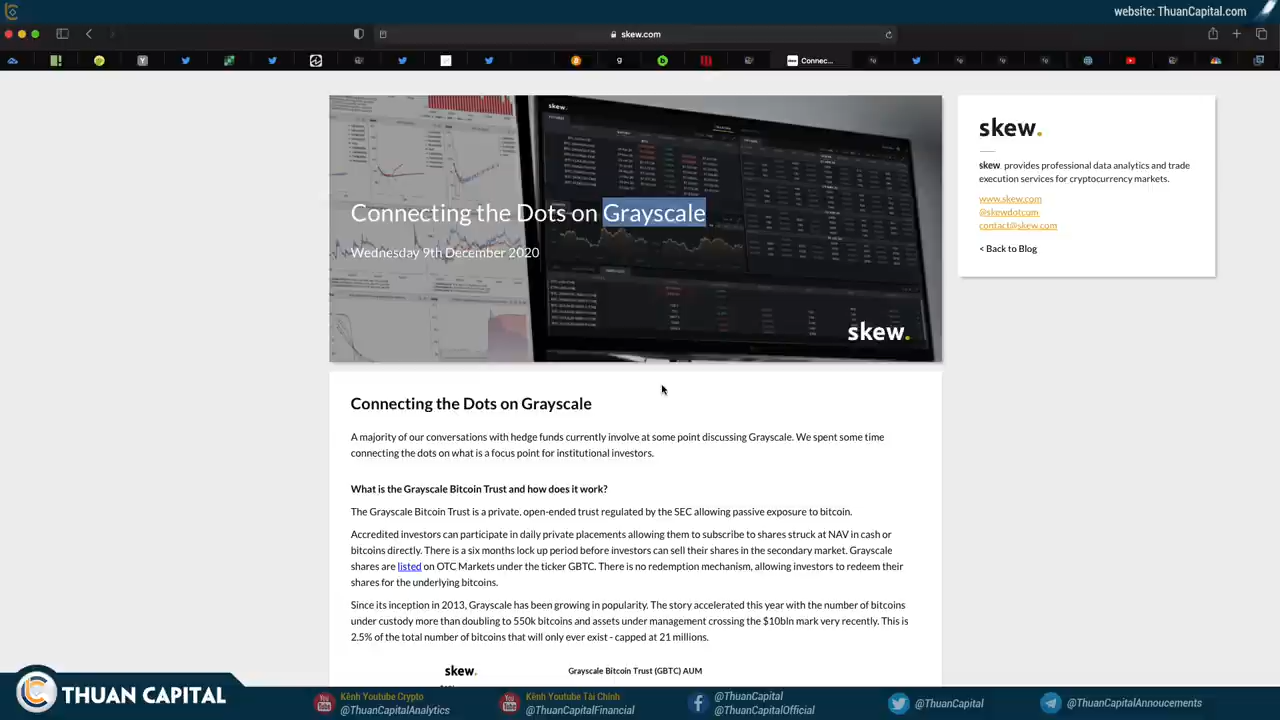 website: ThuanCapital.com
skew.com
Connec...
skew.
Connecting the Dots on Grayscale
Wednesday 9th December 2020
skew.
skew.
skew provides professional data analytics and trade
execution services for cryptocurrency markets.
www.skew.com
@skewdotcom
contact@skew.com
< Back to Blog
Connecting the Dots on Grayscale
A majority of our conversations with hedge funds currently involve at some point discussing Grayscale. We spent some time
connecting the dots on what is a focus point for institutional investors.
What is the Grayscale Bitcoin Trust and how does it work?
The Grayscale Bitcoin Trust is a private, open-ended trust regulated by the SEC allowing passive exposure to bitcoin.
Accredited investors can participate in daily private placements allowing them to subscribe to shares struck at NAV in cash or
bitcoins directly. There is a six months lock up period before investors can sell their shares in the secondary market. Grayscale
shares are listed on OTC Markets under the ticker GBTC. There is no redemption mechanism, allowing investors to redeem their
shares for the underlying bitcoins.
Since its inception in 2013, Grayscale has been growing in popularity. The story accelerated this year with the number of bitcoins
under custody more than doubling to 550k bitcoins and assets under management crossing the $10bln mark very recently. This is
2.5% of the total number of bitcoins that will only ever exist - capped at 21 millions.
skew.
Grayscale Bitcoin Trust (GBTC) AUM
THUAN CAPITAL
Kênh Youtube Crypto
@ThuanCapitalAnalytics
Kênh Youtube Tài Chính
@ThuanCapitalFinancial
@ThuanCapital
@ThuanCapitalOfficial
@ThuanCapital
@ThuanCapitalAnnoucements